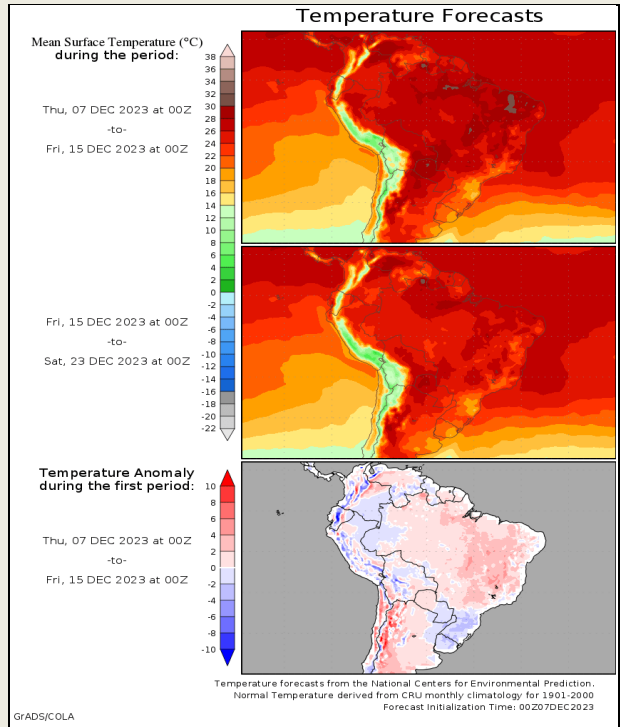 Temperature Forecasts
Mean Surface Temperature (°C)
during the period:
Thu, 07 DEC 2023 at 00Z
-to-
Fri, 15 DEC 2023 at 00Z
38
36
34
32
30
28
26
24
22
20
18
16
14
12
10
8
6
4
2
0
-2
-4
-6
-8
-10
-12
-14
-16
-18
-20
-22
Fri, 15 DEC 2023 at 00Z
-to-
Sat, 23 DEC 2023 at 00Z
Temperature Anomaly
during the first period:
Thu, 07 DEC 2023 at 00Z
-to-
Fri, 15 DEC 2023 at 00Z
10
8
6
4
2
0
-2
-4
-6
-8
-10
Temperature forecasts from the National Centers for Environmental Prediction.
Normal Temperature derived from CRU monthly climatology for 1901-2000
Forecast Initialization Time: 00Z07DEC2023
GrADS/COLA